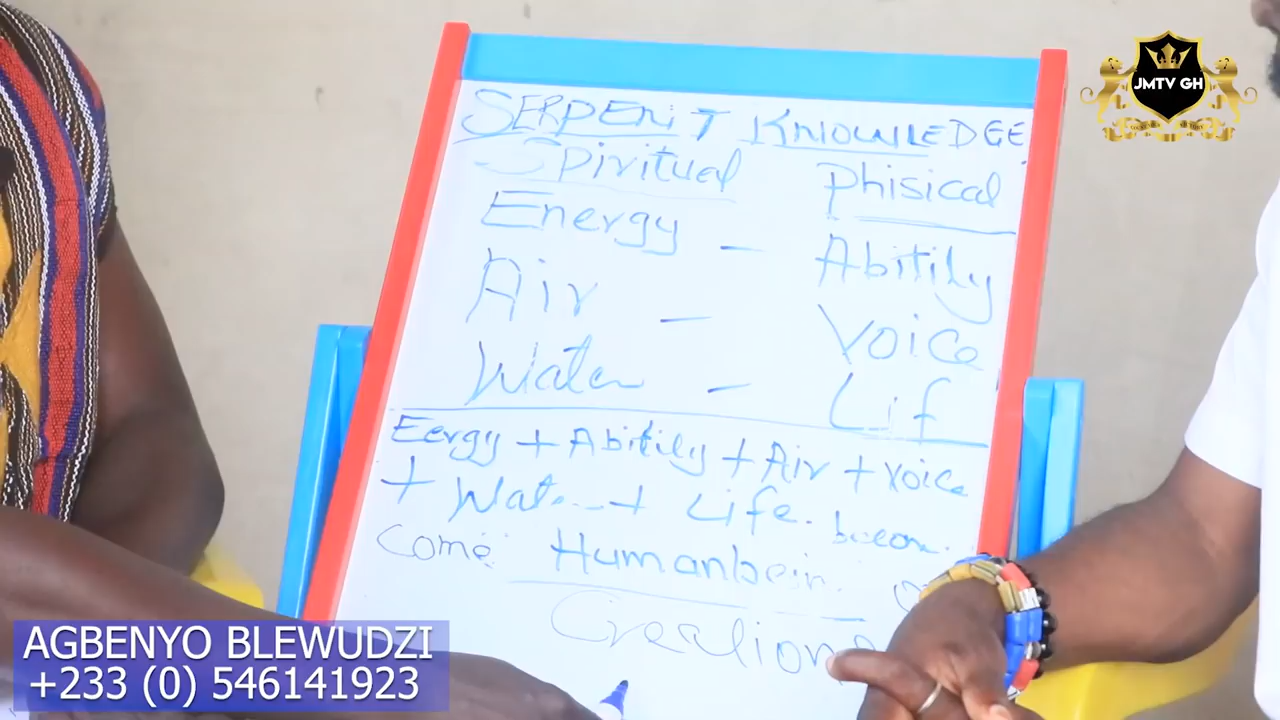 JMTV GH
SERPENT KNOWLEDGE
Spiritual Phisical
Energy - Abitily
Air - Voice
Water - Lif
Eergy + Abitily + Air + Voice
+ Wat + Life. becom
Come Humanbein
Creation
AGBENYO BLEWUDZI
+233 (0) 546141923